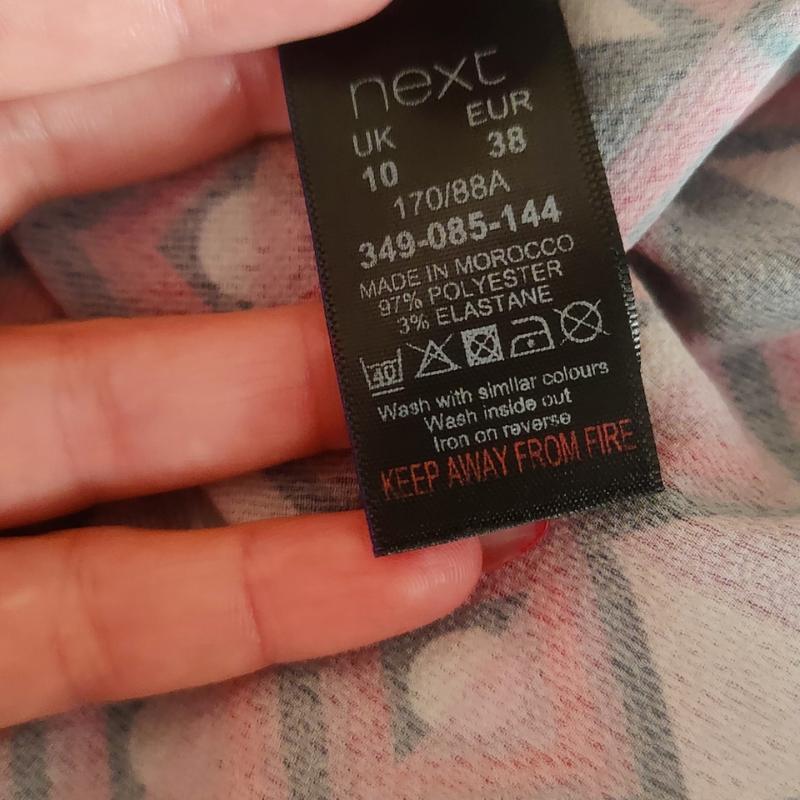 next
UK EUR
10 38
170/88A
349-085-144
MADE IN MOROCCO
97% POLYESTER
3% ELASTANE
40
Wash with similar colours
Wash inside out
Iron on reverse
KEEP AWAY FROM FIRE